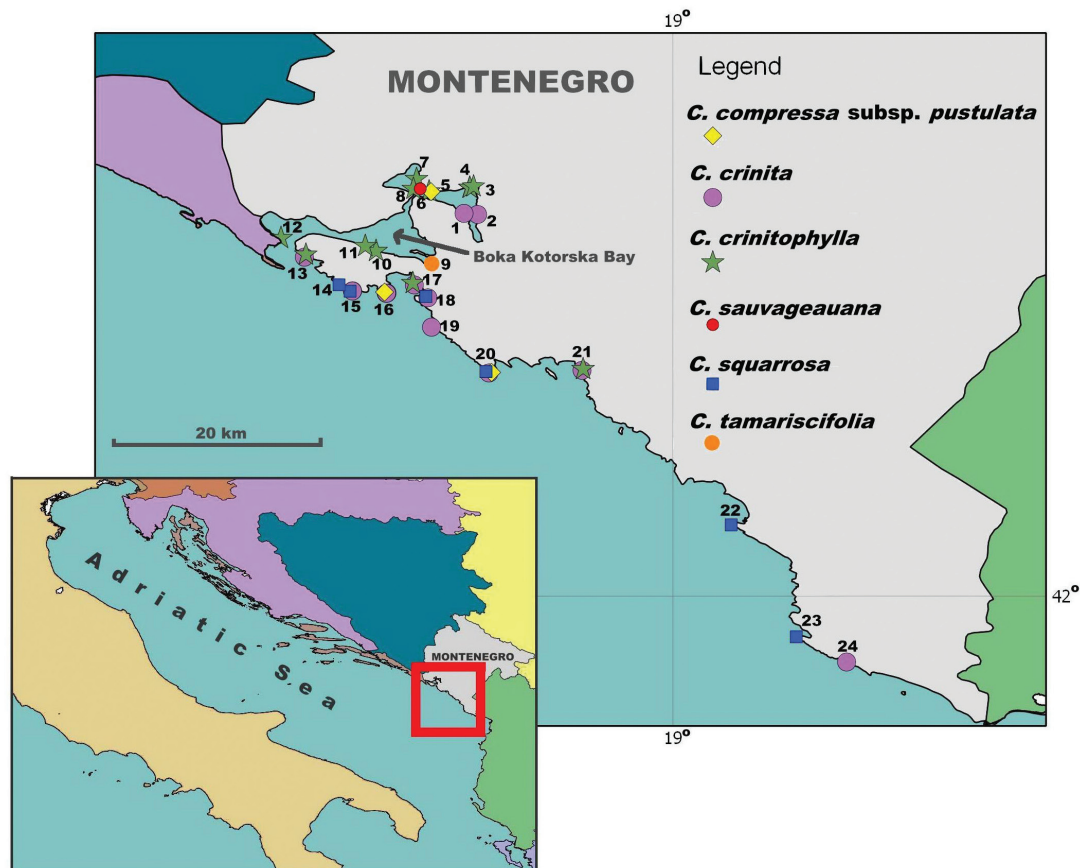 19°
MONTENEGRO
Legend
C. compressa subsp. pustulata
C. crinita
C. crinitophylla
C. sauvageauana
C. squarrosa
C. tamariscifolia
7
4
5
3
8
6
1
2
12
11
10
Boka Kotorska Bay
9
13
14
15
16
17
18
19
20
21
20 km
22
42°
23
24
19°
Adriatic Sea
MONTENEGRO